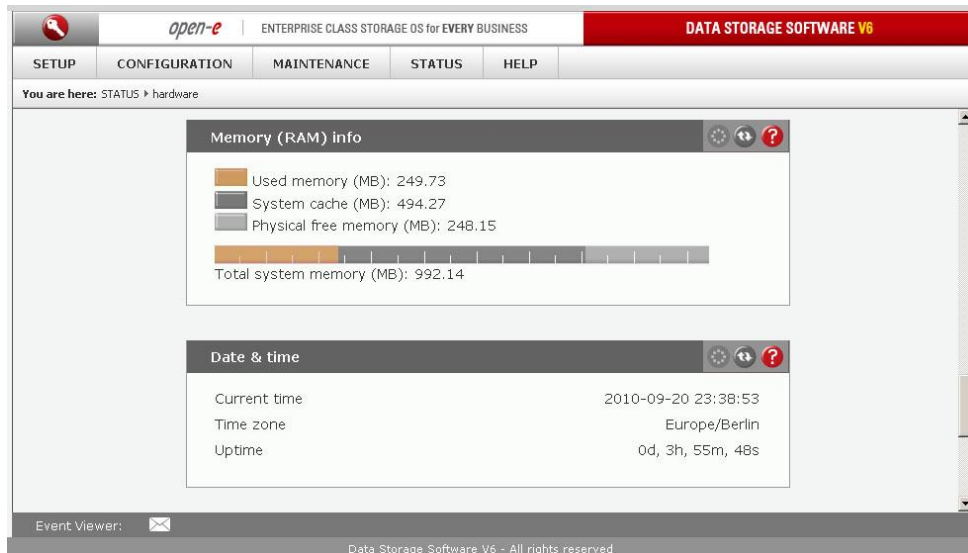 open-e ENTERPRISE CLASS STORAGE OS for EVERY BUSINESS DATA STORAGE SOFTWARE V6
SETUP CONFIGURATION MAINTENANCE STATUS HELP
You are here: STATUS ▸ hardware
Memory (RAM) info
?
Used memory (MB): 249.73
System cache (MB): 494.27
Physical free memory (MB): 248.15
Total system memory (MB): 992.14
Date & time
?
Current time 2010-09-20 23:38:53
Time zone Europe/Berlin
Uptime 0d, 3h, 55m, 48s
Event Viewer:
Data Storage Software V6 - All rights reserved